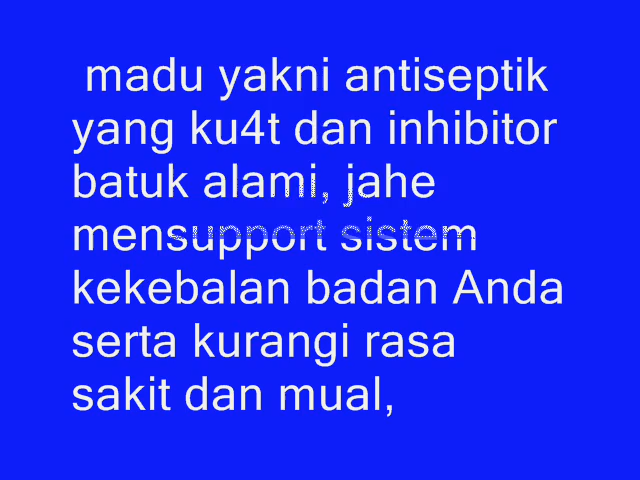 madu yakni antiseptik
yang ku4t dan inhibitor
batuk alami, jahe
mensupport sistem
kekebalan badan Anda
serta kurangi rasa
sakit dan mual,